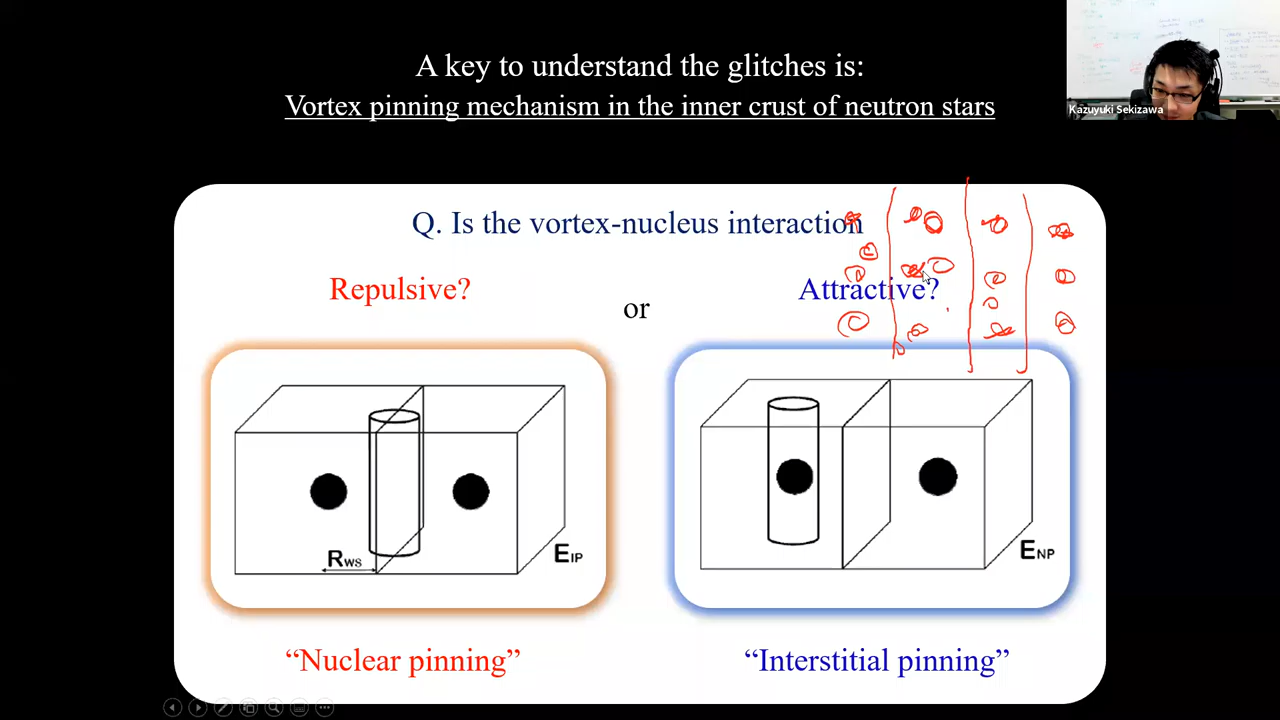 A key to understand the glitches is:
Vortex pinning mechanism in the inner crust of neutron stars
Kazuyuki Sekizawa
Q. Is the vortex-nucleus interaction
Repulsive?
or
Attractive?
RWS
EIP
ENP
“Nuclear pinning”
“Interstitial pinning”